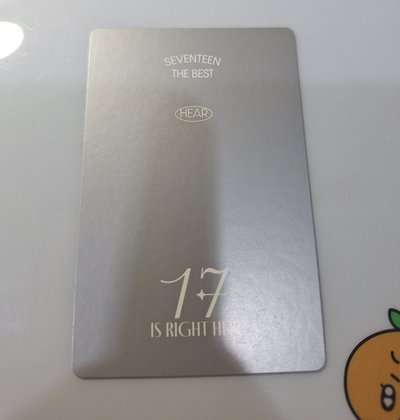 SEVENTEEN
THE BEST
HEAR
17
IS RIGHT